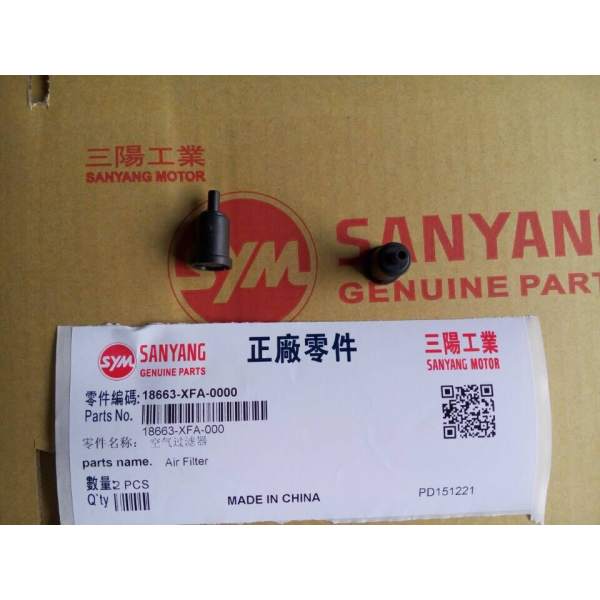 三陽工業
SANYANG MOTOR
SYM
SANYANG
GENUINE PART
SYM SANYANG
GENUINE PARTS
正廠零件
三陽工業
SANYANG MOTOR
零件編碼: 18663-XFA-0000
Parts No.
18663-XFA-000
零件名称: 空气过滤器
parts name. Air Filter
數量: 2 PCS
Q'ty
MADE IN CHINA
PD151221